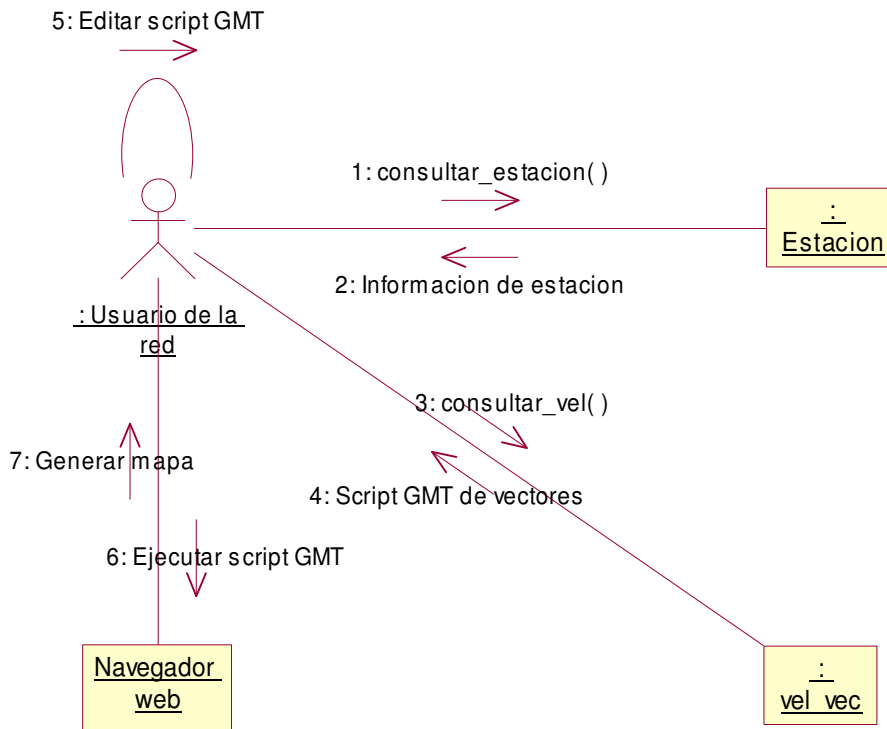 5: Editar script GMT
1: consultar_estacion( )
:
Estacion
2: Informacion de estacion
: Usuario de la
red
3: consultar_vel( )
7: Generar mapa
4: Script GMT de vectores
6: Ejecutar script GMT
Navegador
web
:
vel_vec